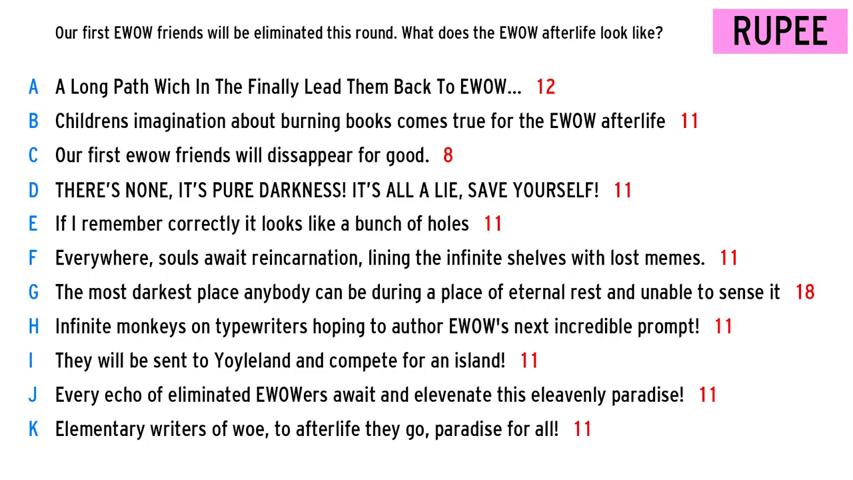 Our first EWOW friends will be eliminated this round. What does the EWOW afterlife look like?
RUPEE
A A Long Path Wich In The Finally Lead Them Back To EWOW... 12
B Childrens imagination about burning books comes true for the EWOW afterlife 11
C Our first ewow friends will dissappear for good. 8
D THERE'S NONE, IT'S PURE DARKNESS! IT'S ALL A LIE, SAVE YOURSELF! 11
E If I remember correctly it looks like a bunch of holes 11
F Everywhere, souls await reincarnation, lining the infinite shelves with lost memes. 11
G The most darkest place anybody can be during a place of eternal rest and unable to sense it 18
H Infinite monkeys on typewriters hoping to author EWOW's next incredible prompt! 11
I They will be sent to Yoyleland and compete for an island! 11
J Every echo of eliminated EWOWers await and elevenate this eleavenly paradise! 11
K Elementary writers of woe, to afterlife they go, paradise for all! 11